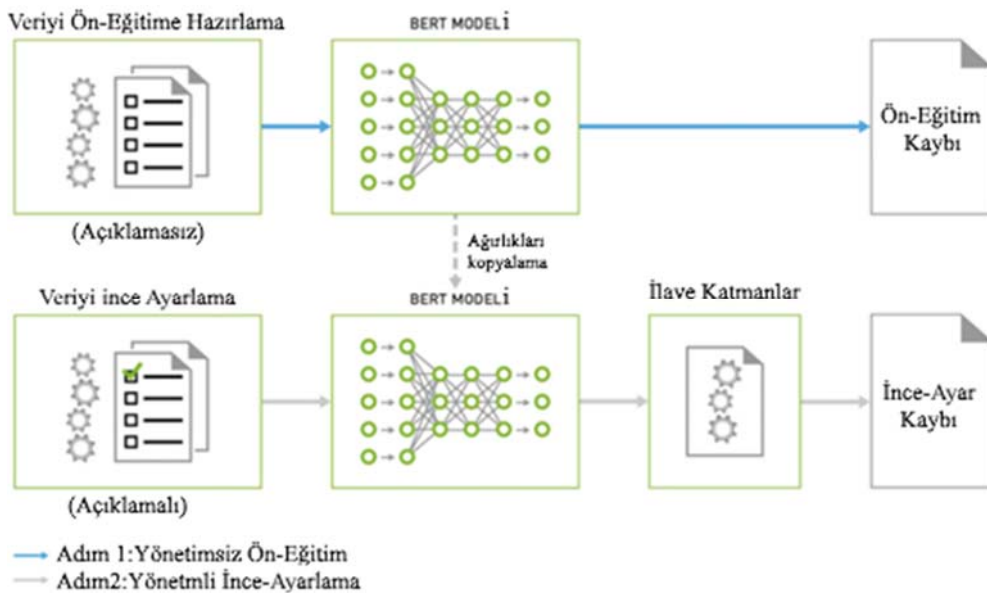 Veriyi Ön-Eğitime Hazırlama
BERT MODELİ
Ön-Eğitim
Kaybı
(Açıklamasız)
Ağırlıkları
kopyalama
Veriyi ince Ayarlama
BERT MODELİ
İlave Katmanlar
İnce-Ayar
Kaybı
(Açıklamalı)
Adım 1:Yönetimsiz Ön-Eğitim
Adım2:Yönetmli İnce-Ayarlama